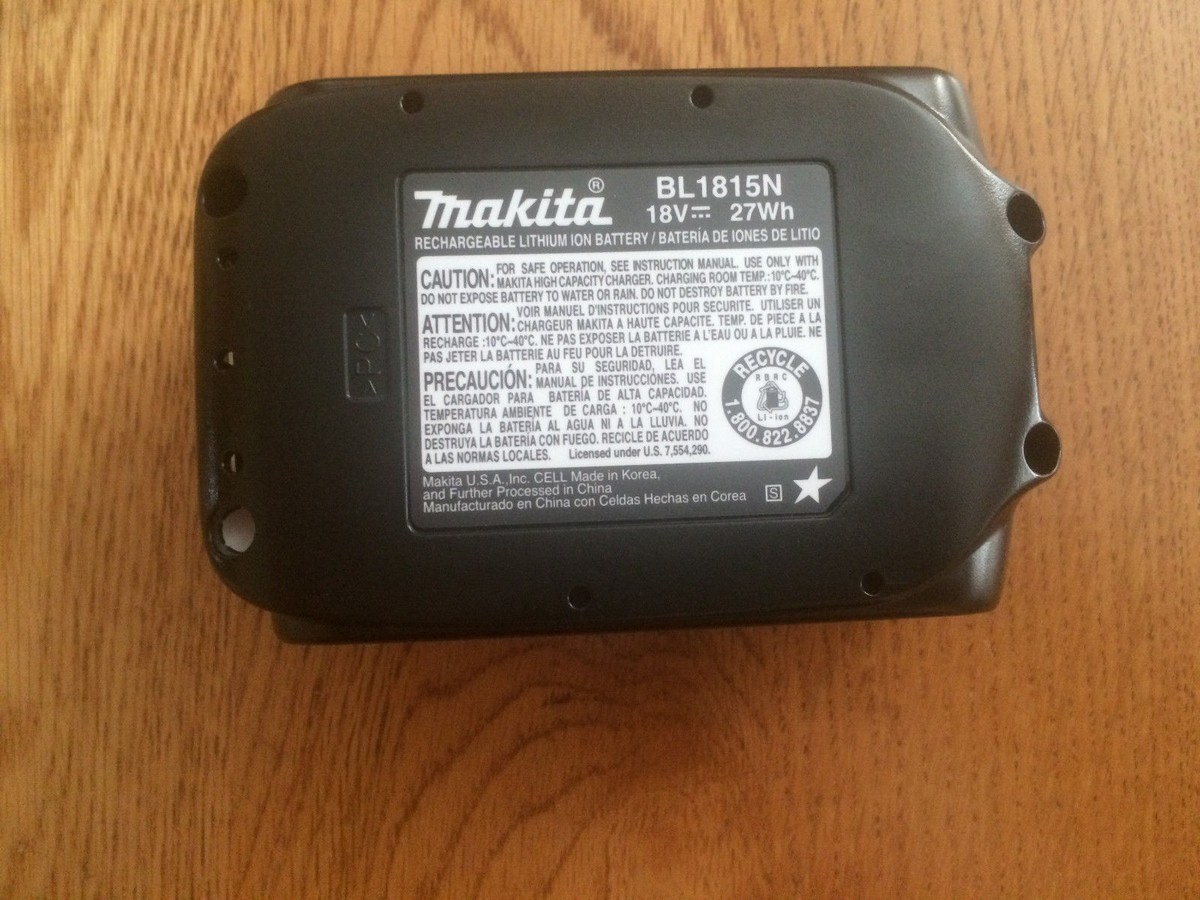 makita®
BL1815N
18V⎓ 27Wh
RECHARGEABLE LITHIUM ION BATTERY / BATERÍA DE IONES DE LITIO
CAUTION: FOR SAFE OPERATION, SEE INSTRUCTION MANUAL. USE ONLY WITH
MAKITA HIGH CAPACITY CHARGER. CHARGING ROOM TEMP.:10°C~40°C.
DO NOT EXPOSE BATTERY TO WATER OR RAIN. DO NOT DESTROY BATTERY BY FIRE.
ATTENTION: VOIR MANUEL D'INSTRUCTIONS POUR SECURITE. UTILISER UN
CHARGEUR MAKITA A HAUTE CAPACITE. TEMP. DE PIECE A LA
RECHARGE :10°C~40°C. NE PAS EXPOSER LA BATTERIE A L'EAU OU A LA PLUIE. NE
PAS JETER LA BATTERIE AU FEU POUR LA DETRUIRE.
PRECAUCIÓN: PARA SU SEGURIDAD, LEA EL
MANUAL DE INSTRUCCIÓNES. USE
EL CARGADOR PARA BATERÍA DE ALTA CAPACIDAD.
TEMPERATURA AMBIENTE DE CARGA : 10°C~40°C. NO
EXPONGA LA BATERÍA AL AGUA NI A LA LLUVIA. NO
DESTRUYA LA BATERÍA CON FUEGO. RECICLE DE ACUERDO
A LAS NORMAS LOCALES. Licensed under U.S. 7,554,290.
RECYCLE
RBRC
Li-ion
1.800.822.8837
Makita U.S.A.,Inc. CELL Made in Korea,
and Further Processed in China
Manufacturado en China con Celdas Hechas en Corea
S
>PC<